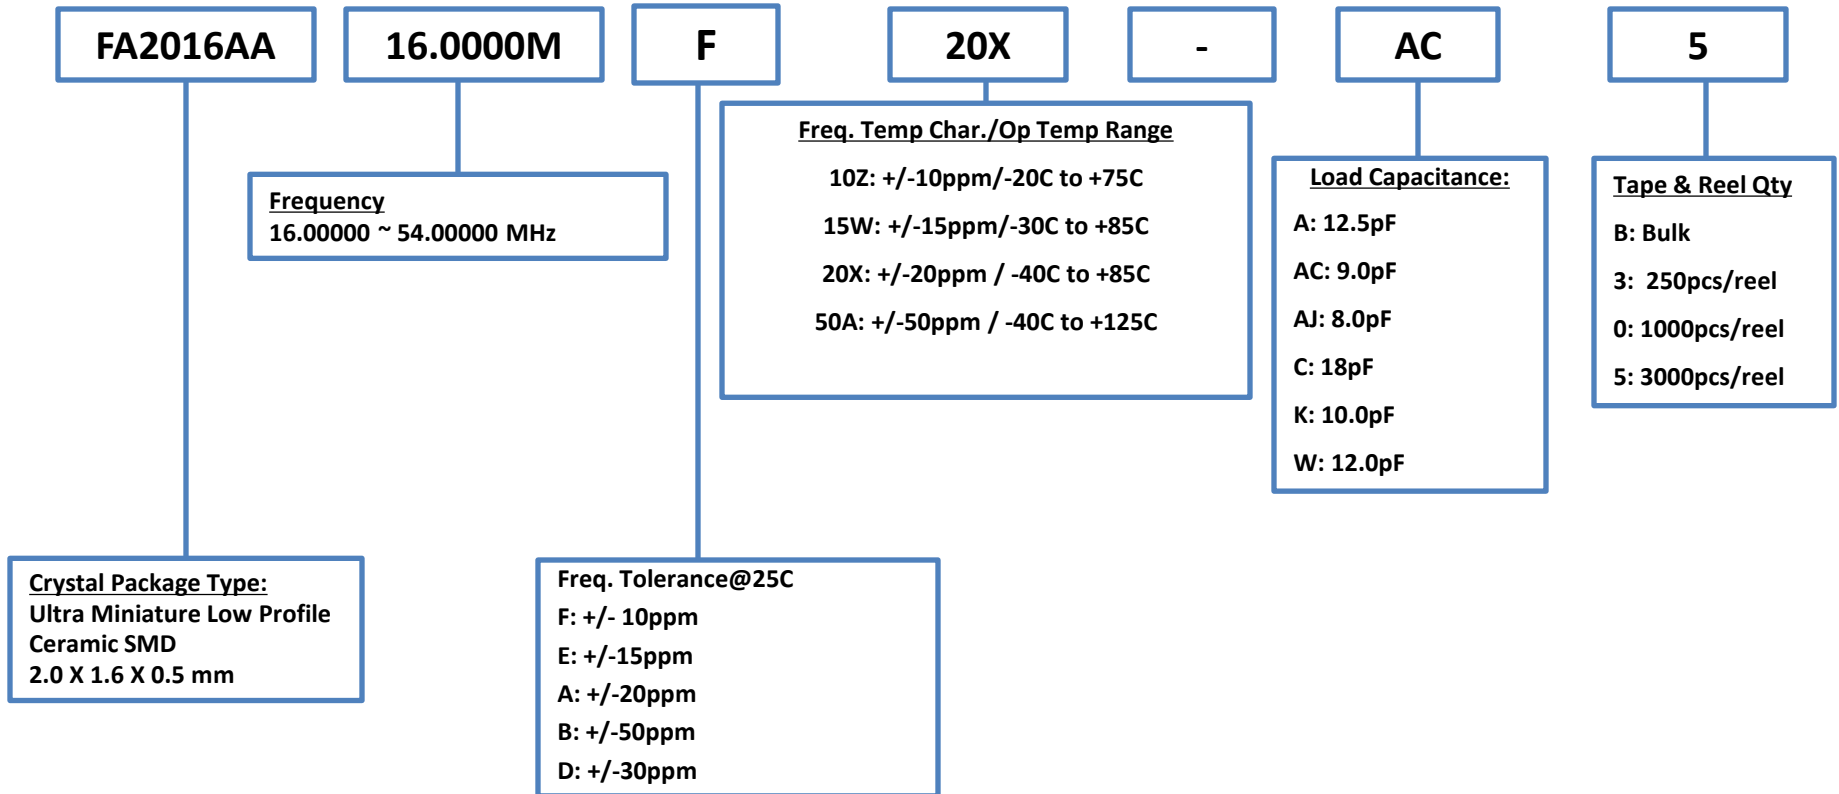 FA2016AA
16.0000M
F
20X
-
AC
5
Freq. Temp Char./Op Temp Range
10Z: +/-10ppm/-20C to +75C
15W: +/-15ppm/-30C to +85C
20X: +/-20ppm / -40C to +85C
50A: +/-50ppm / -40C to +125C
Frequency
16.00000 ~ 54.00000 MHz
Load Capacitance:
A: 12.5pF
AC: 9.0pF
AJ: 8.0pF
C: 18pF
K: 10.0pF
W: 12.0pF
Tape & Reel Qty
B: Bulk
3: 250pcs/reel
0: 1000pcs/reel
5: 3000pcs/reel
Crystal Package Type:
Ultra Miniature Low Profile
Ceramic SMD
2.0 X 1.6 X 0.5 mm
Freq. Tolerance@25C
F: +/- 10ppm
E: +/-15ppm
A: +/-20ppm
B: +/-50ppm
D: +/-30ppm